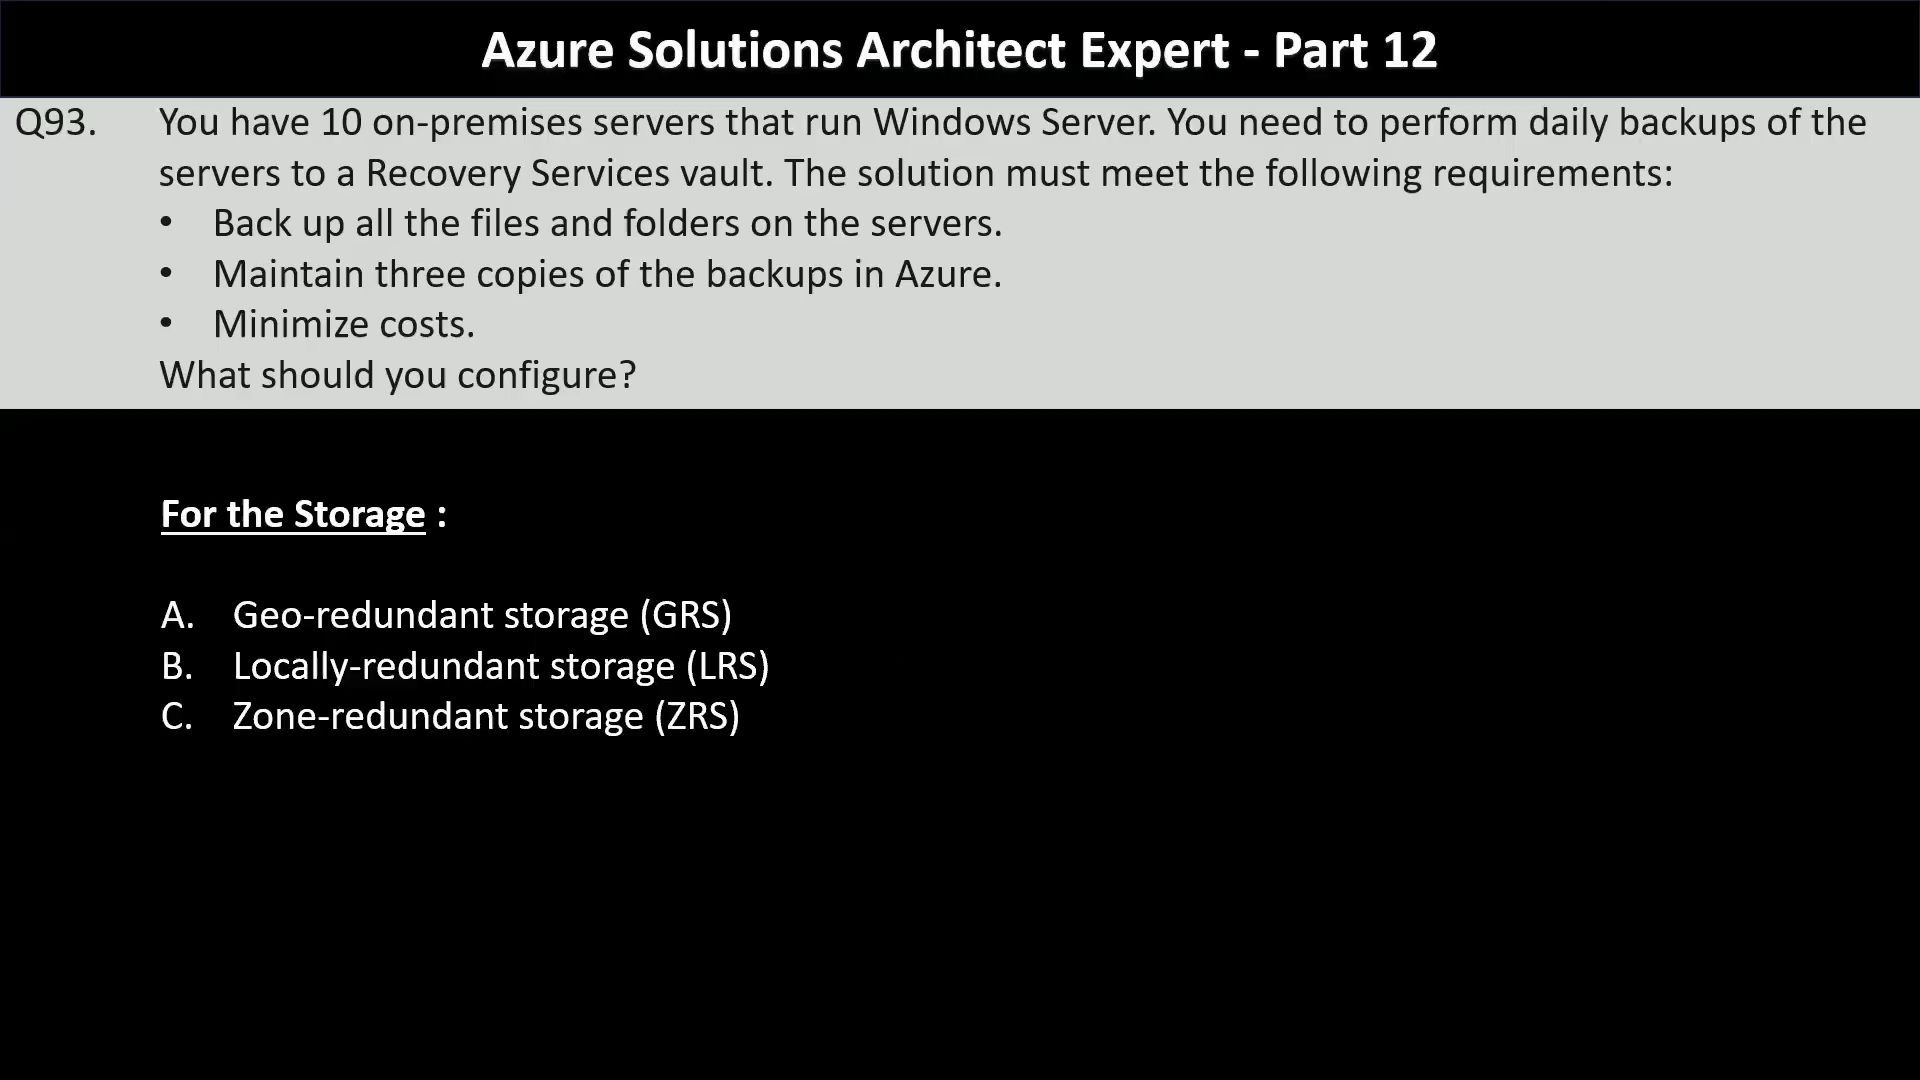 Azure Solutions Architect Expert - Part 12
Q93. You have 10 on-premises servers that run Windows Server. You need to perform daily backups of the
servers to a Recovery Services vault. The solution must meet the following requirements:
• Back up all the files and folders on the servers.
• Maintain three copies of the backups in Azure.
• Minimize costs.
What should you configure?
For the Storage :
A. Geo-redundant storage (GRS)
B. Locally-redundant storage (LRS)
C. Zone-redundant storage (ZRS)